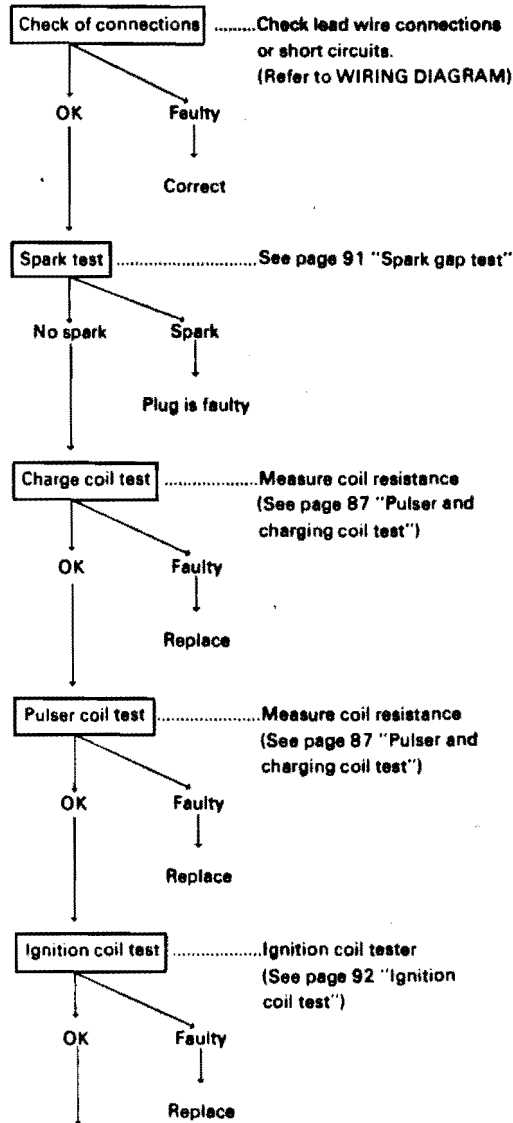 Check of connections ........Check lead wire connections
or short circuits.
(Refer to WIRING DIAGRAM)
OK Faulty
Correct
Spark test ......................See page 91 "Spark gap test"
No spark Spark
Plug is faulty
Charge coil test ................Measure coil resistance
(See page 87 "Pulser and
charging coil test")
OK Faulty
Replace
Pulser coil test .................Measure coil resistance
(See page 87 "Pulser and
charging coil test")
OK Faulty
Replace
Ignition coil test ...............Ignition coil tester
(See page 92 "Ignition
coil test")
OK Faulty
Replace